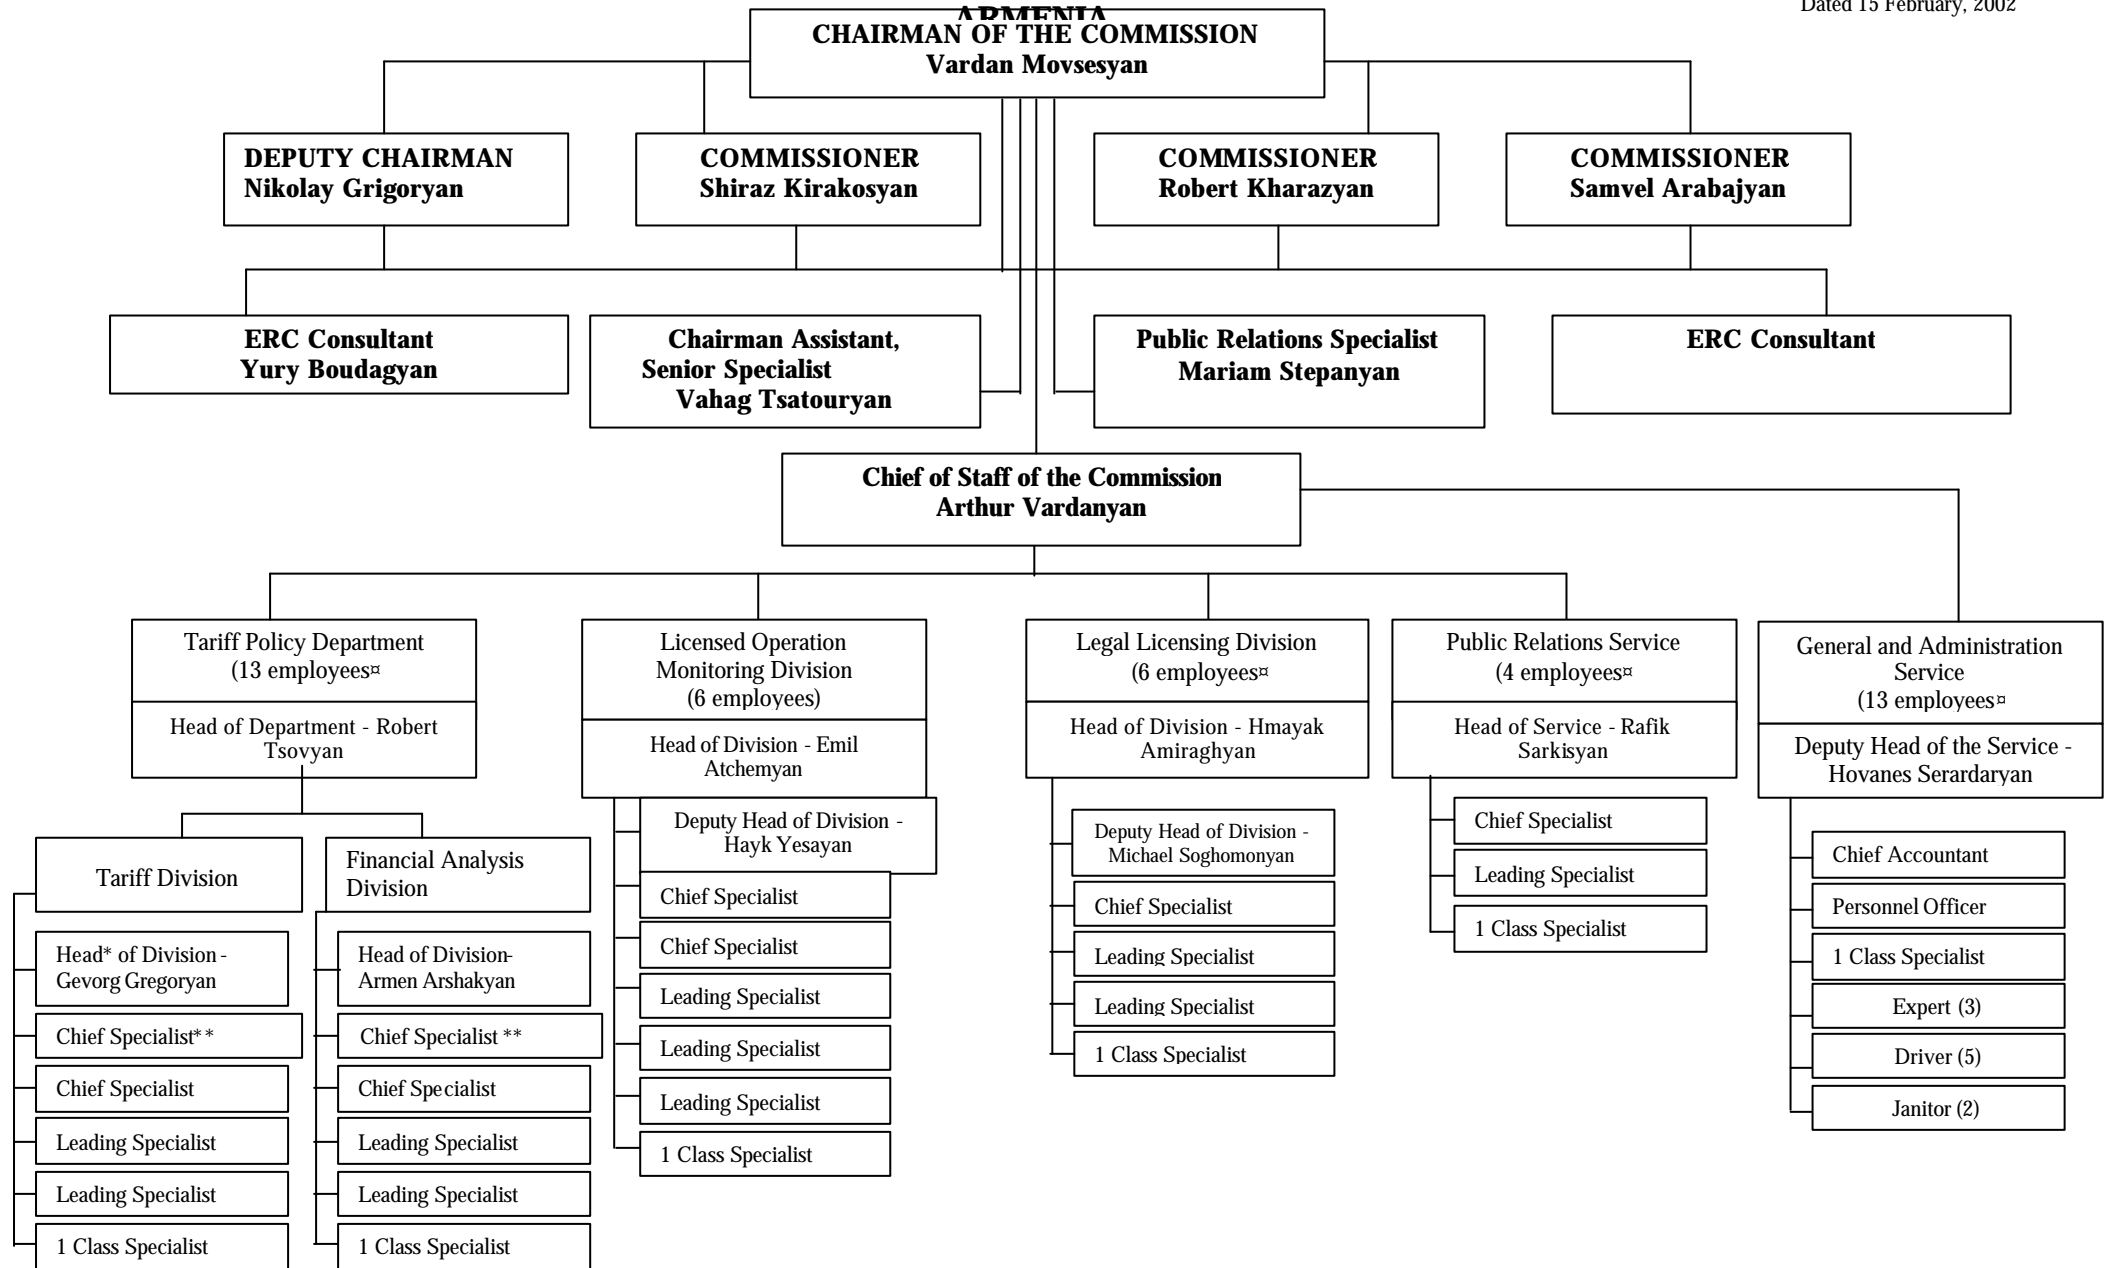 ARMENIA
Dated 15 February, 2002
CHAIRMAN OF THE COMMISSION
Vardan Movsesyan
DEPUTY CHAIRMAN
Nikolay Grigoryan
COMMISSIONER
Shiraz Kirakosyan
COMMISSIONER
Robert Kharazyan
COMMISSIONER
Samvel Arabajyan
ERC Consultant
Yury Boudagyan
Chairman Assistant,
Senior Specialist
Vahag Tsatouryan
Public Relations Specialist
Mariam Stepanyan
ERC Consultant
Chief of Staff of the Commission
Arthur Vardanyan
Tariff Policy Department
(13 employees¤
Head of Department - Robert
Tsovyan
Licensed Operation
Monitoring Division
(6 employees)
Head of Division - Emil
Atchemyan
Legal Licensing Division
(6 employees¤
Head of Division - Hmayak
Amiraghyan
Public Relations Service
(4 employees¤
Head of Service - Rafik
Sarkisyan
General and Administration
Service
(13 employees¤
Deputy Head of the Service -
Hovanes Serardaryan
Tariff Division
Head* of Division -
Gevorg Gregoryan
Chief Specialist**
Chief Specialist
Leading Specialist
Leading Specialist
1 Class Specialist
Financial Analysis
Division
Head of Division-
Armen Arshakyan
Chief Specialist **
Chief Specialist
Leading Specialist
Leading Specialist
1 Class Specialist
Deputy Head of Division -
Hayk Yesayan
Chief Specialist
Chief Specialist
Leading Specialist
Leading Specialist
Leading Specialist
1 Class Specialist
Deputy Head of Division -
Michael Soghomonyan
Chief Specialist
Leading Specialist
Leading Specialist
1 Class Specialist
Chief Specialist
Leading Specialist
1 Class Specialist
Chief Accountant
Personnel Officer
1 Class Specialist
Expert (3)
Driver (5)
Janitor (2)